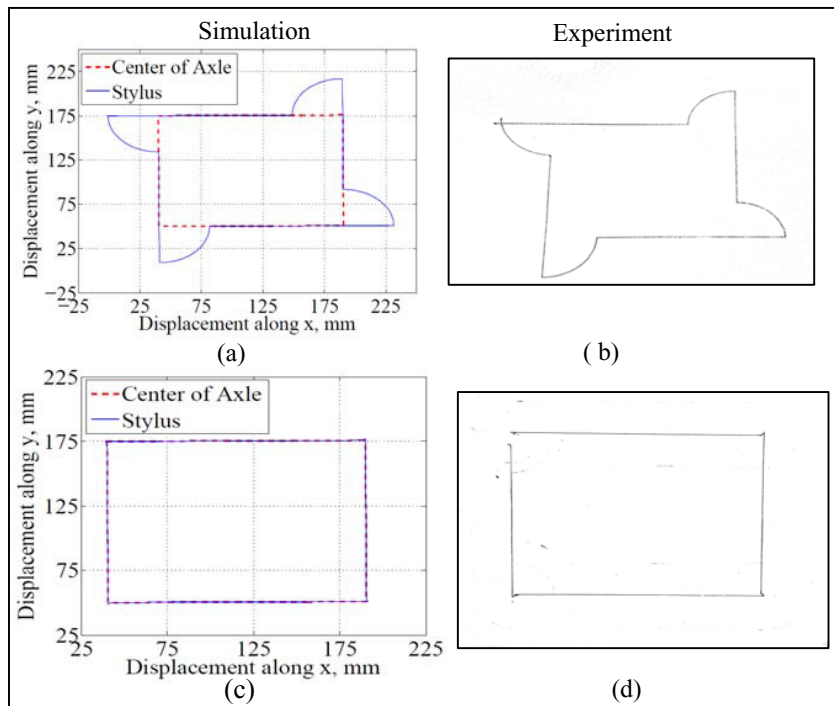 Simulation
Experiment
225
175
125
75
25
−25
Displacement along y, mm
Center of Axle
Stylus
25 75 125 175 225
Displacement along x, mm
(a)
( b)
225
175
125
75
25
Displacement along y, mm
Center of Axle
Stylus
25 75 125 175 225
Displacement along x, mm
(c)
(d)